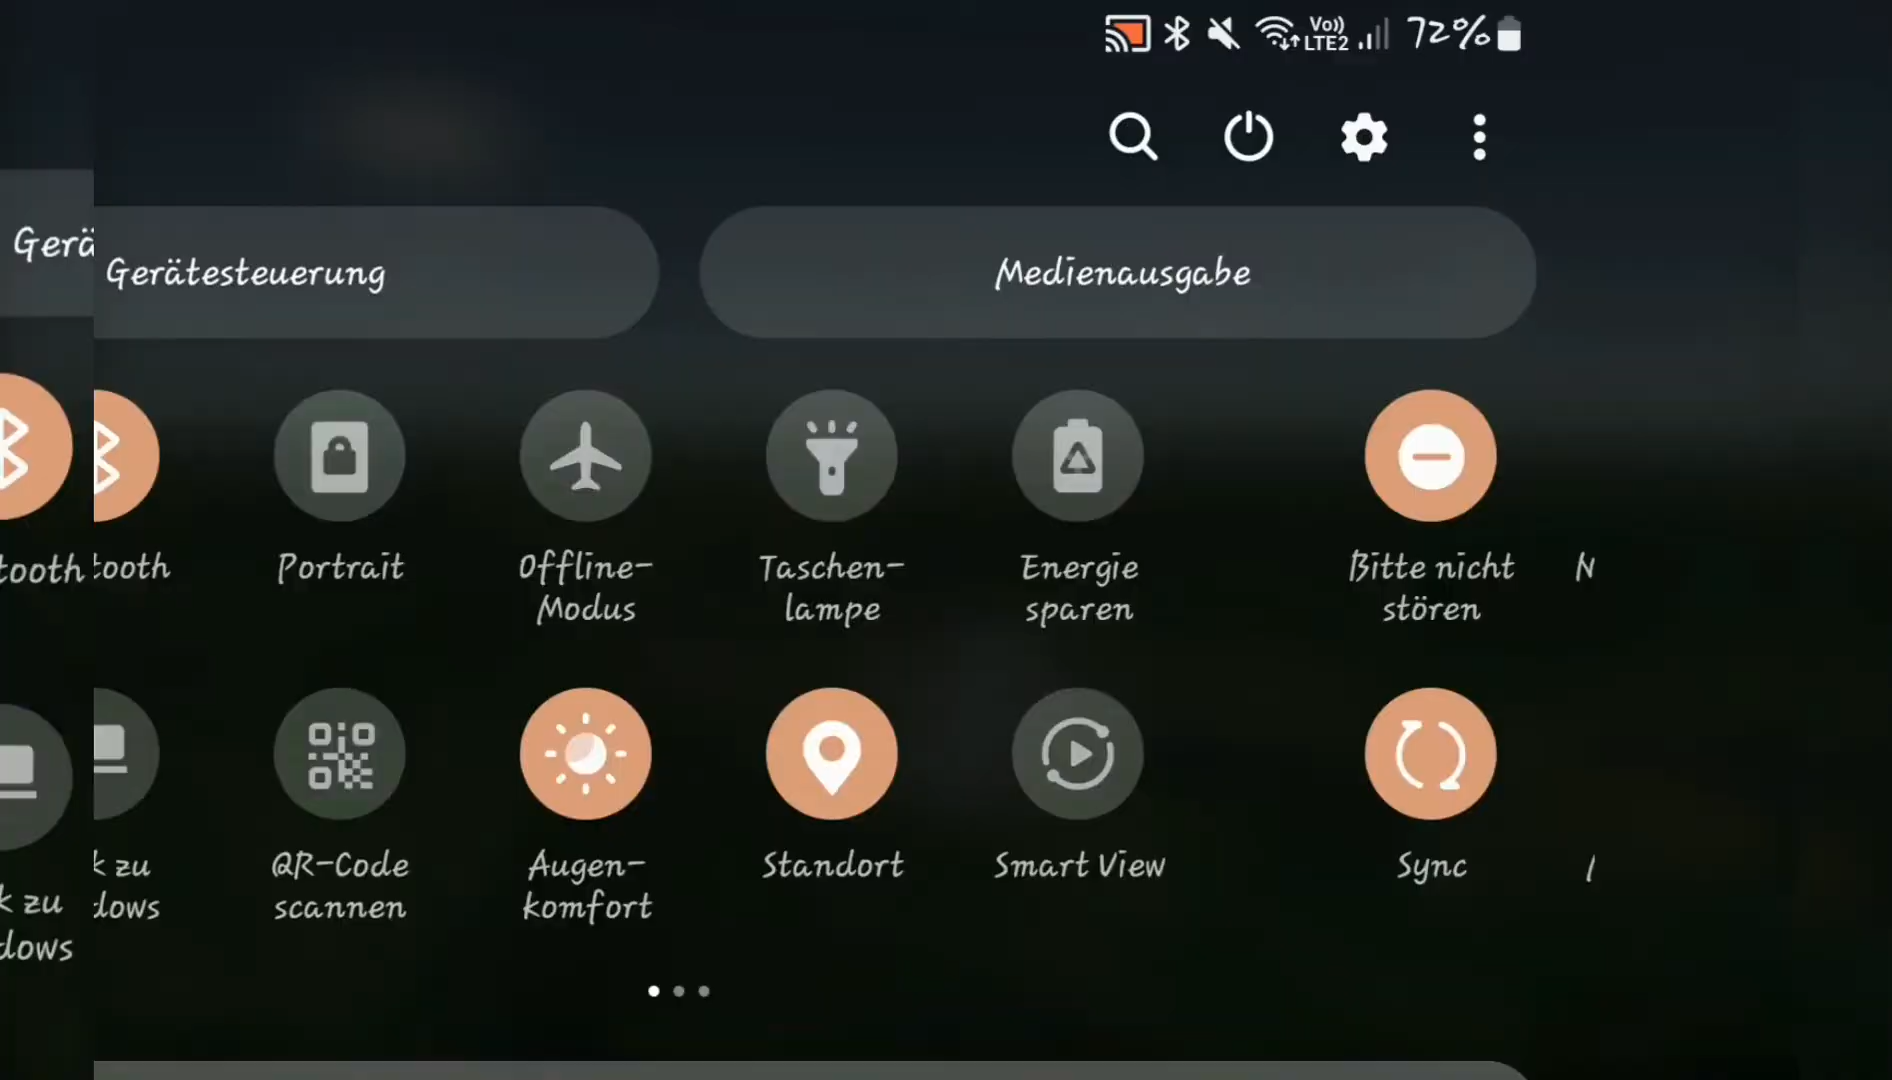 Vo)) LTE2 72%
Gerä
Gerätesteuerung
Medienausgabe
tooth
tooth
Portrait
Offline-
Modus
Taschen-
lampe
Energie
sparen
Bitte nicht
stören
N
k zu
dows
k zu
dows
QR-Code
scannen
Augen-
komfort
Standort
Smart View
Sync